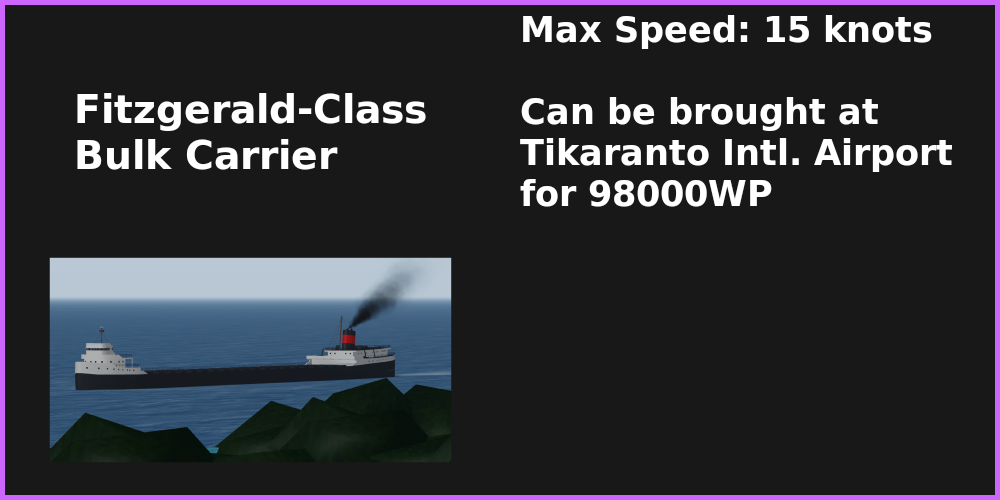 Fitzgerald-Class
Bulk Carrier
Max Speed: 15 knots
Can be brought at
Tikaranto Intl. Airport
for 98000WP